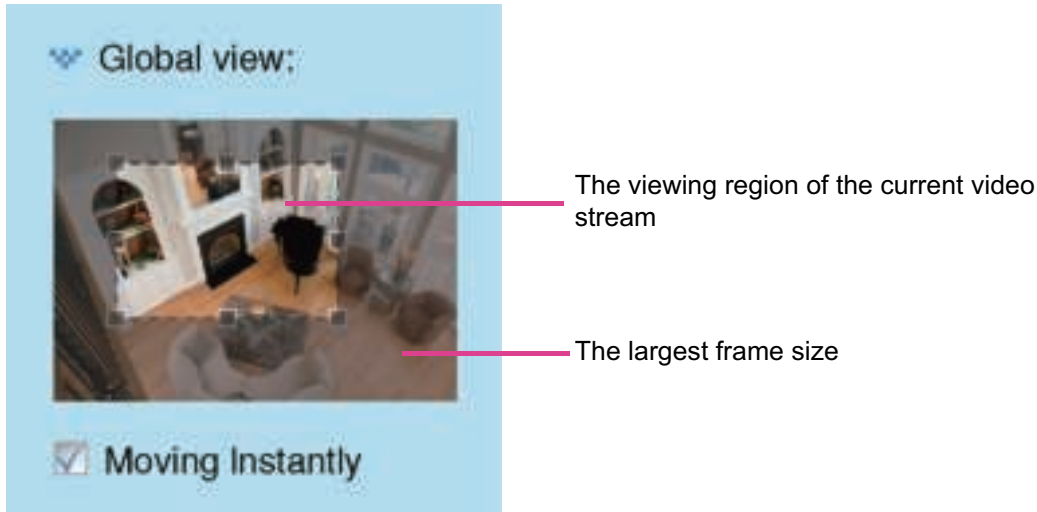 Global view:
The viewing region of the current video
stream
The largest frame size
Moving Instantly